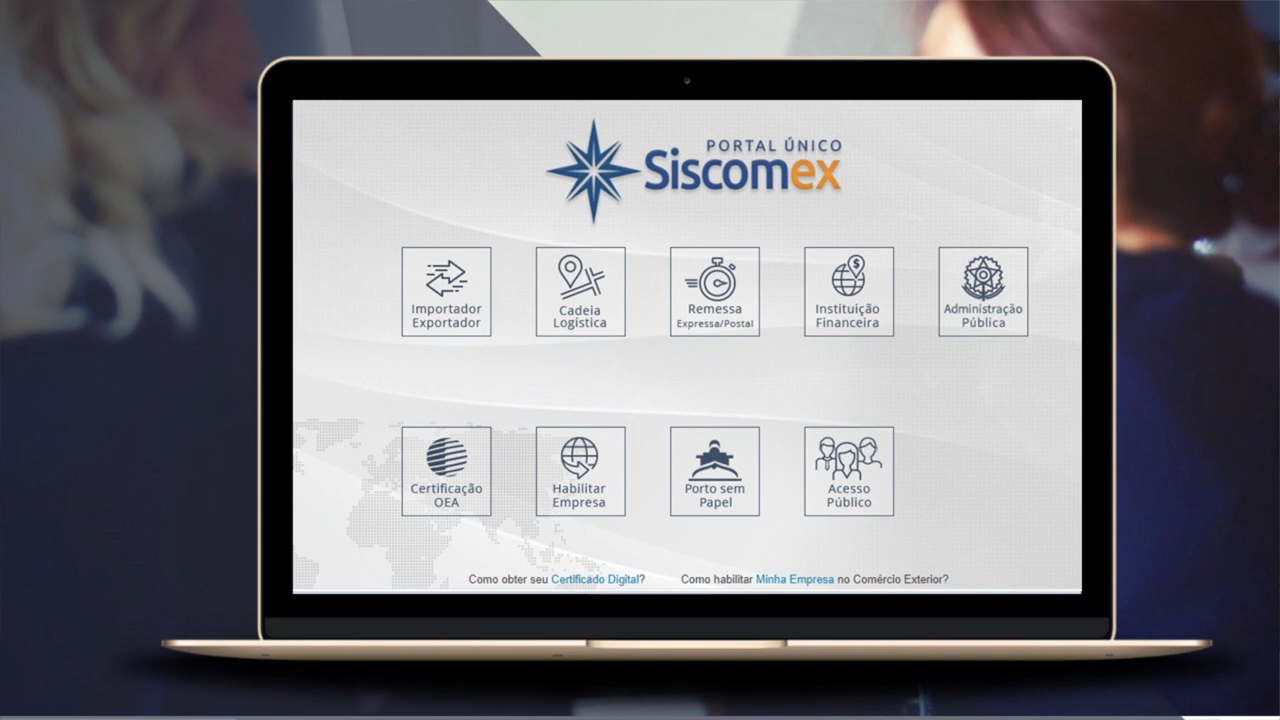 PORTAL ÚNICO
Siscomex
Importador
Exportador
Cadeia
Logística
Remessa
Expressa/Postal
Instituição
Financeira
Administração
Pública
Certificação
OEA
Habilitar
Empresa
Porto sem
Papel
Acesso
Público
Como obter seu Certificado Digital?
Como habilitar Minha Empresa no Comércio Exterior?